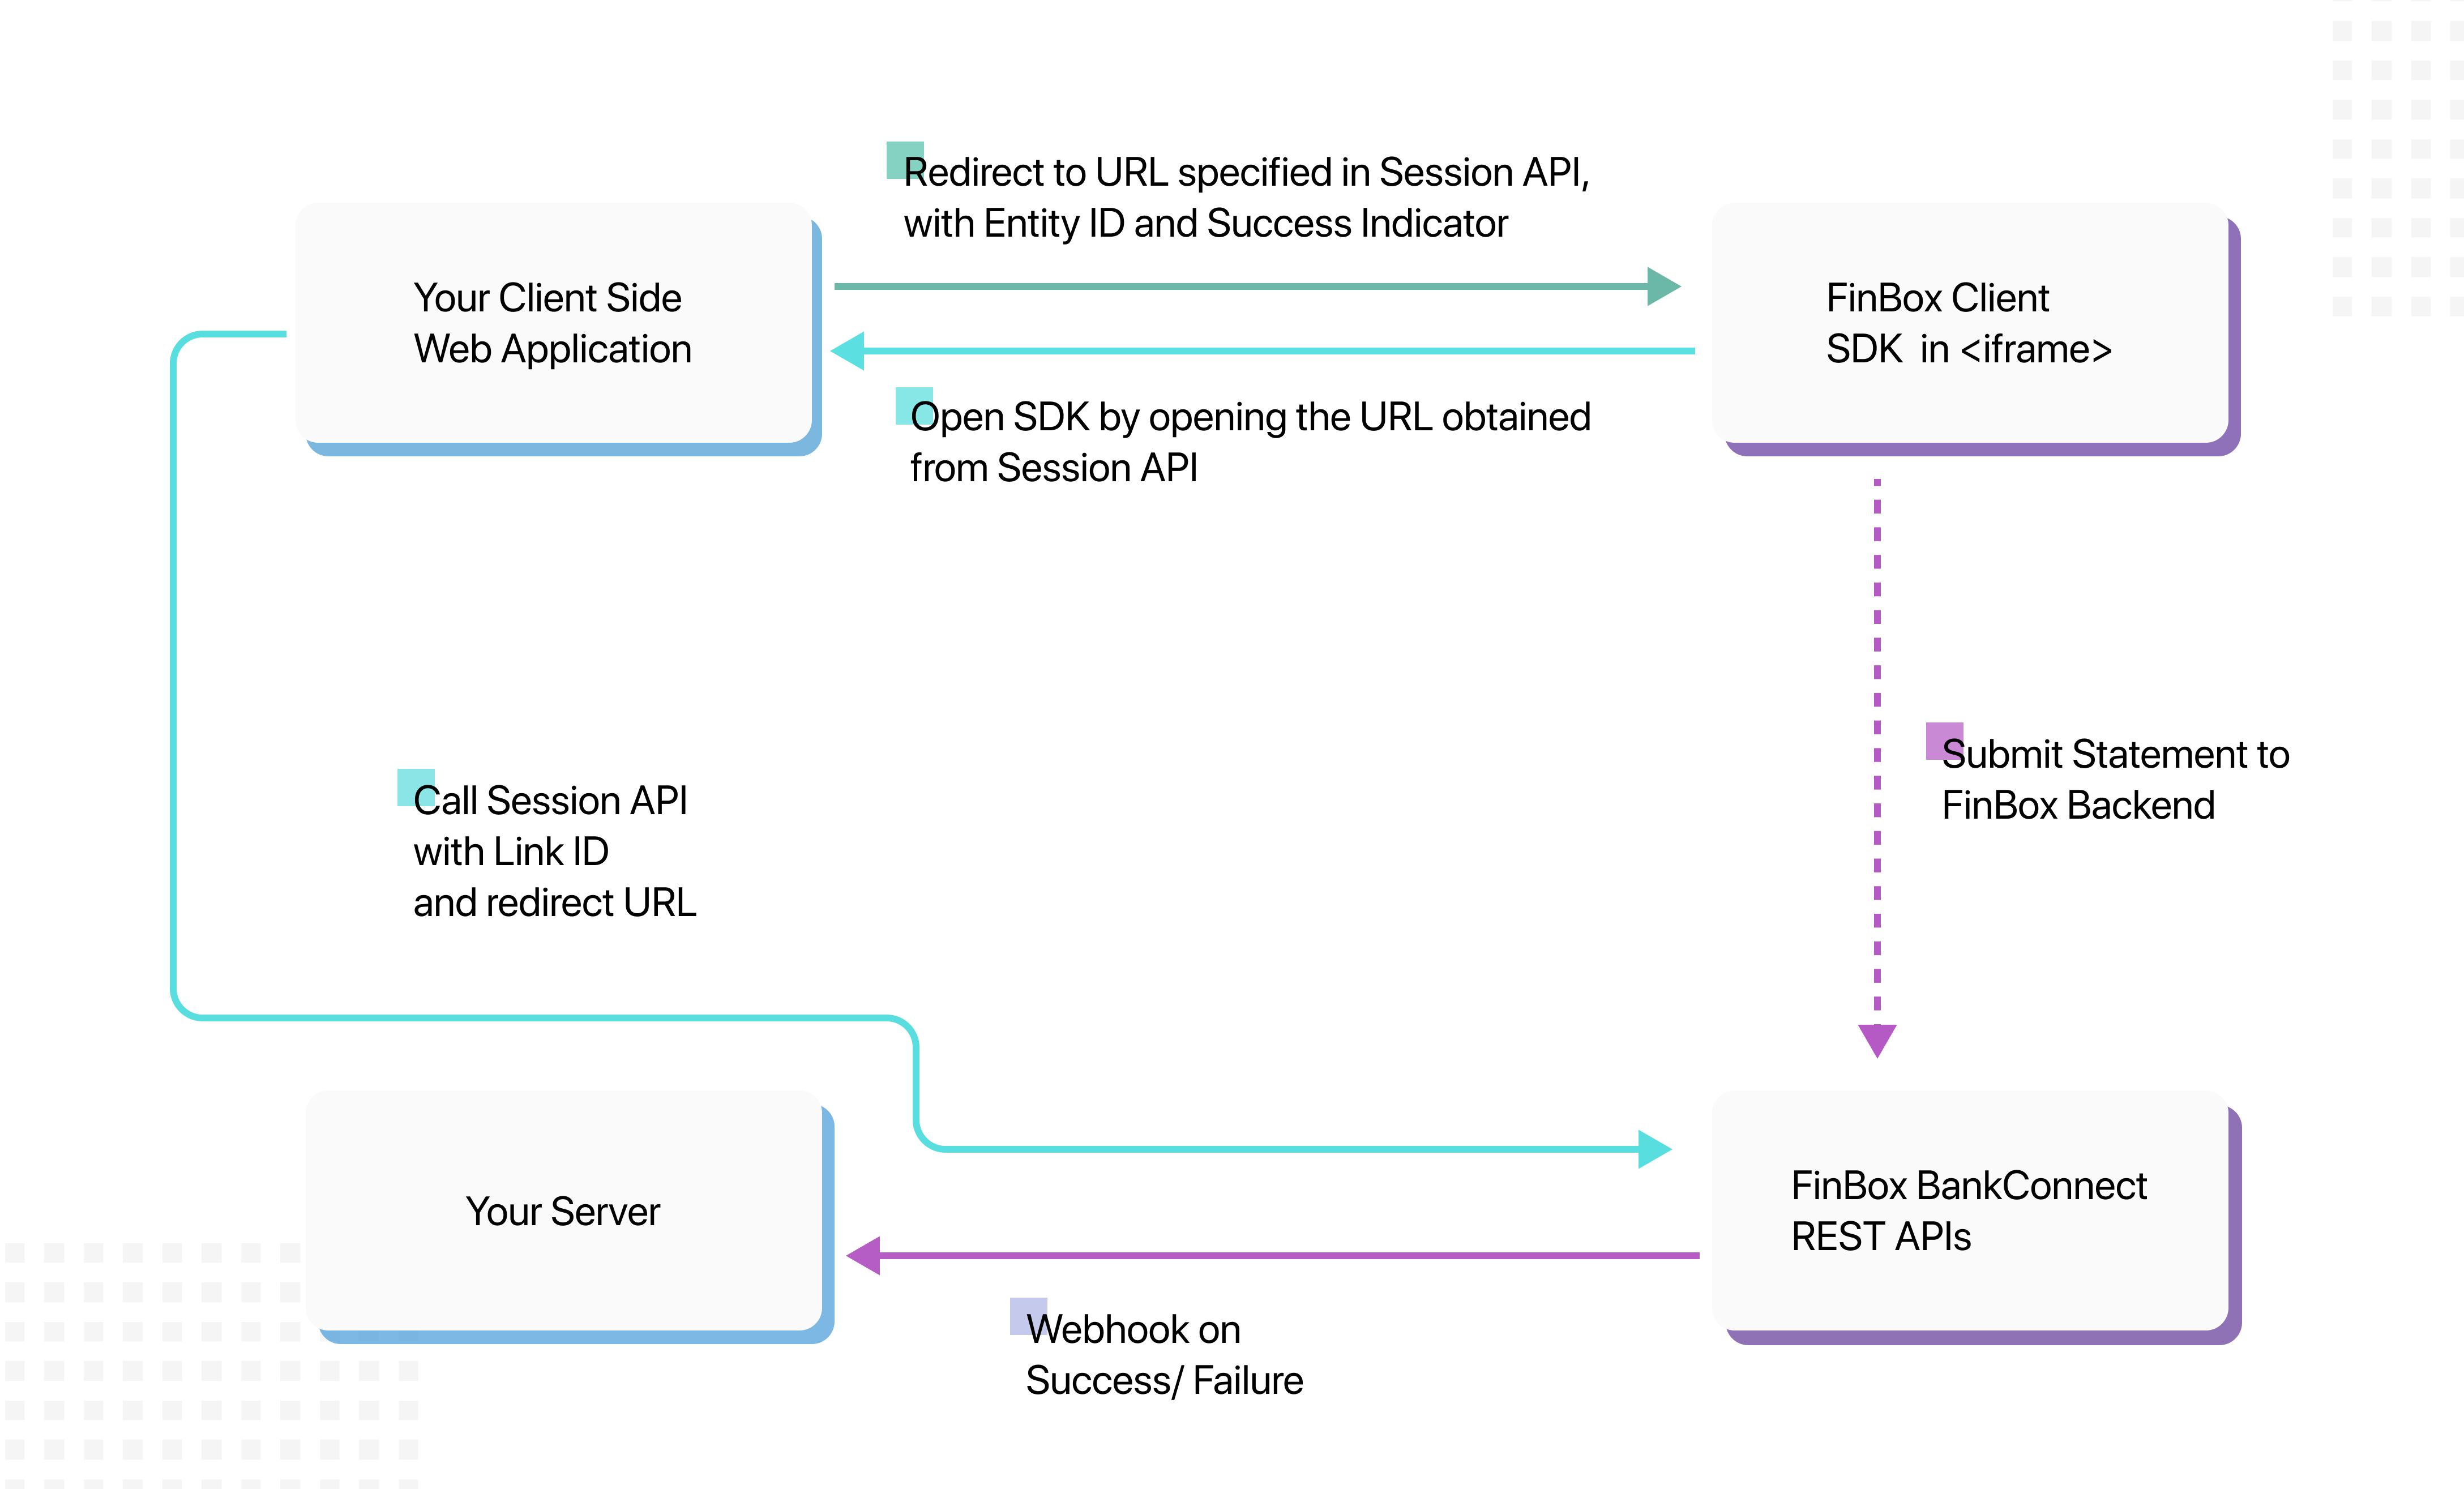 Redirect to URL specified in Session API,
with Entity ID and Success Indicator
Your Client Side
Web Application
FinBox Client
SDK in <iframe>
Open SDK by opening the URL obtained
from Session API
Submit Statement to
FinBox Backend
Call Session API
with Link ID
and redirect URL
Your Server
FinBox BankConnect
REST APIs
Webhook on
Success/ Failure